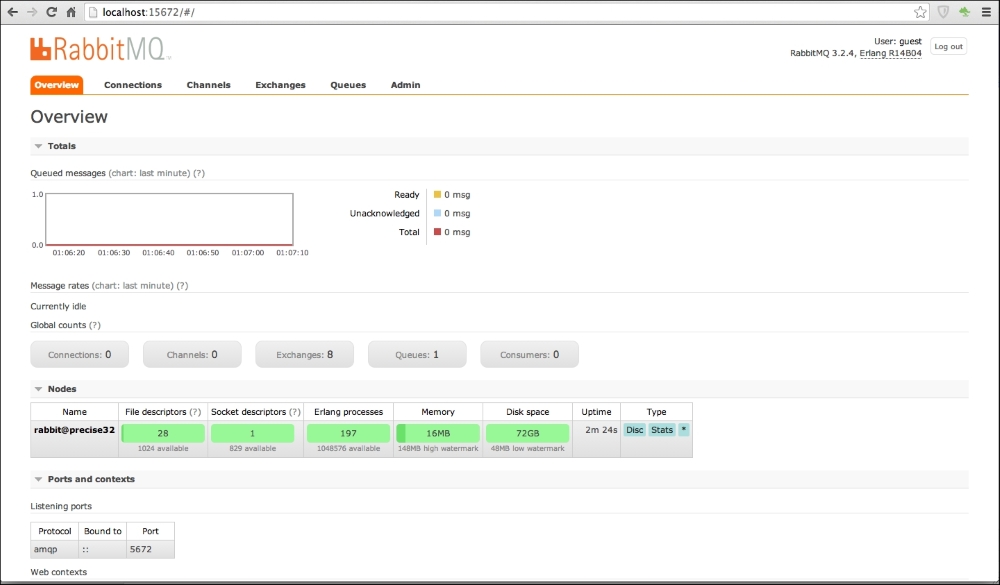 localhost:15672/#/
RabbitMQ
User: guest
RabbitMQ 3.2.4, Erlang R14B04
Log out
Overview Connections Channels Exchanges Queues Admin
Overview
Totals
Queued messages (chart: last minute) (?)
1.0
0.0
01:06:20 01:06:30 01:06:40 01:06:50 01:07:00 01:07:10
Ready 0 msg
Unacknowledged 0 msg
Total 0 msg
Message rates (chart: last minute) (?)
Currently idle
Global counts (?)
Connections: 0 Channels: 0 Exchanges: 8 Queues: 1 Consumers: 0
Nodes
Name File descriptors (?) Socket descriptors (?) Erlang processes Memory Disk space Uptime Type
rabbit@precise32 28 1 197 16MB 72GB 2m 24s Disc Stats *
1024 available 829 available 1048576 available 148MB high watermark 48MB low watermark
Ports and contexts
Listening ports
Protocol Bound to Port
amqp :: 5672
Web contexts